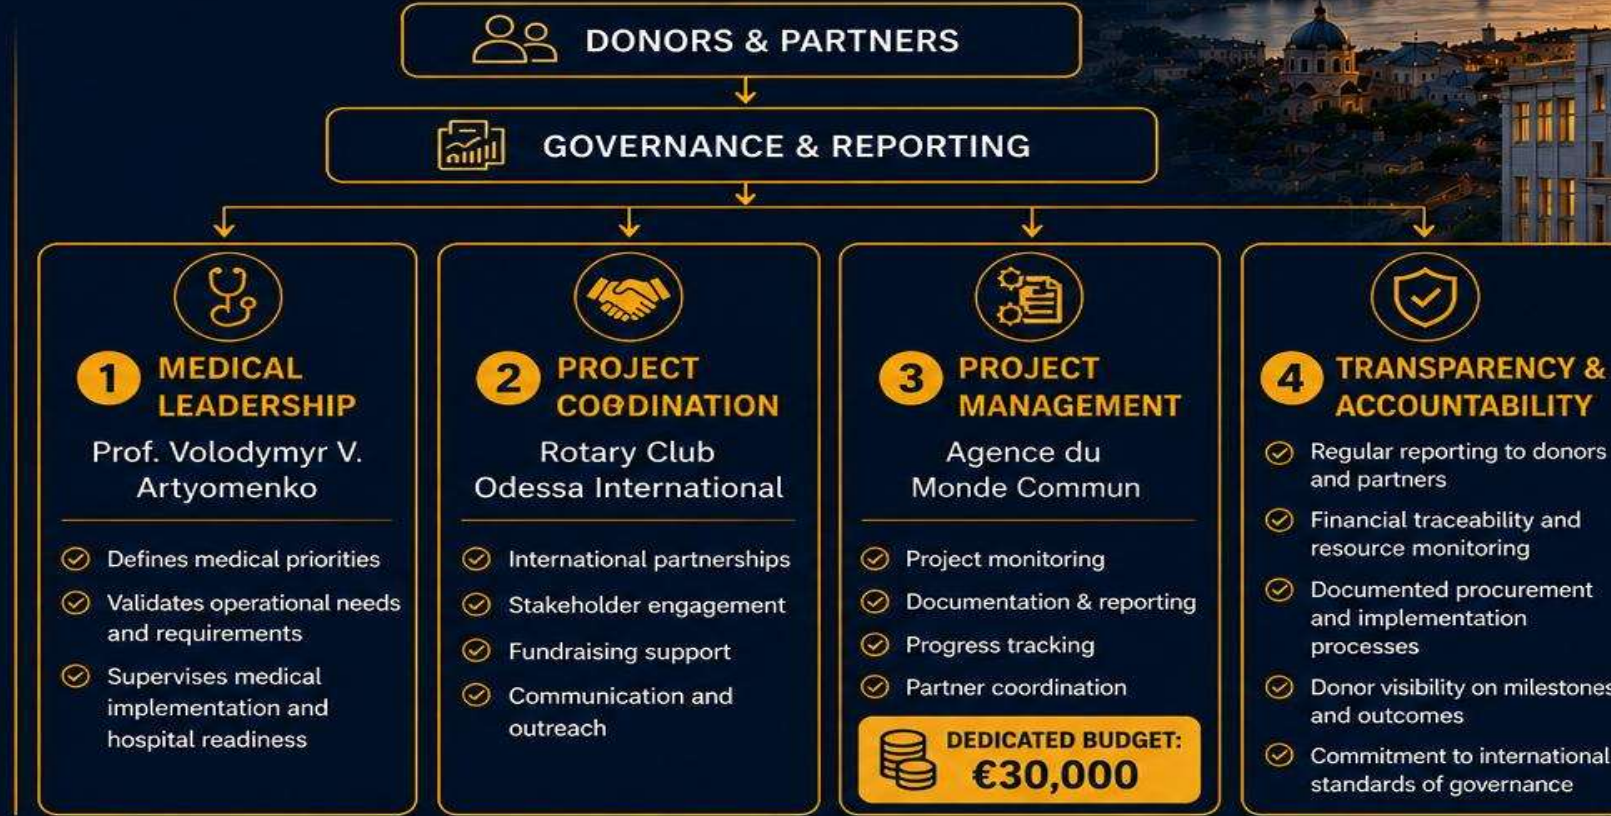 DONORS & PARTNERS
GOVERNANCE & REPORTING
1
MEDICAL
LEADERSHIP
Prof. Volodymyr V.
Artyomenko
Defines medical priorities
Validates operational needs
and requirements
Supervises medical
implementation and
hospital readiness
2
PROJECT
COORDINATION
Rotary Club
Odessa International
International partnerships
Stakeholder engagement
Fundraising support
Communication and
outreach
3
PROJECT
MANAGEMENT
Agence du
Monde Commun
Project monitoring
Documentation & reporting
Progress tracking
Partner coordination
DEDICATED BUDGET:
€30,000
4
TRANSPARENCY &
ACCOUNTABILITY
Regular reporting to donors
and partners
Financial traceability and
resource monitoring
Documented procurement
and implementation
processes
Donor visibility on milestones
and outcomes
Commitment to international
standards of governance